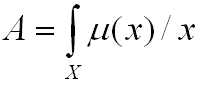 A = ∫_X μ(x) / x